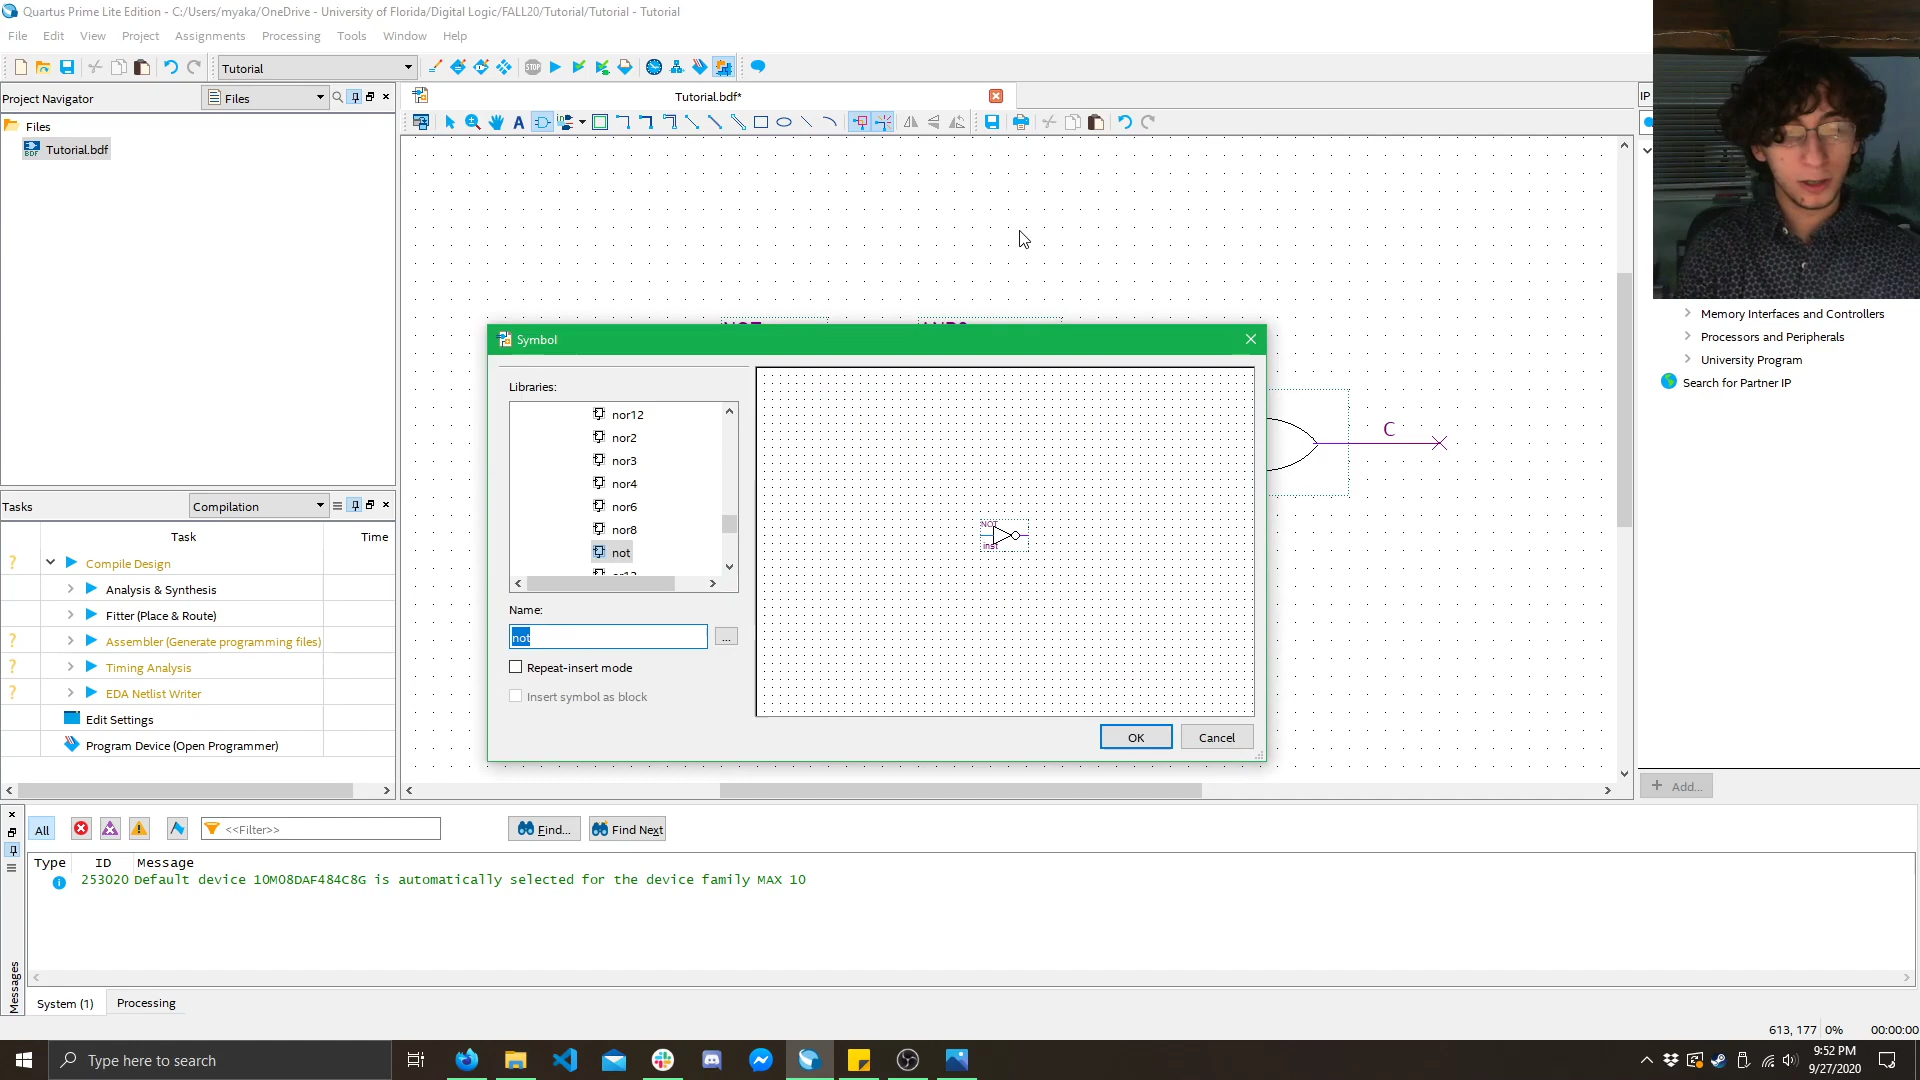 Quartus Prime Lite Edition - C:/Users/myaka/OneDrive - University of Florida/Digital Logic/FALL20/Tutorial/Tutorial - Tutorial
File Edit View Project Assignments Processing Tools Window Help
Tutorial
Project Navigator
Files
Tutorial.bdf*
IP
Files
Tutorial.bdf
Symbol
Libraries:
nor12
nor2
nor3
nor4
nor6
nor8
not
Name:
not
...
Repeat-insert mode
Insert symbol as block
NOT
inst
OK
Cancel
C
Memory Interfaces and Controllers
Processors and Peripherals
University Program
Search for Partner IP
Add...
Tasks
Compilation
Task Time
Compile Design
Analysis & Synthesis
Fitter (Place & Route)
Assembler (Generate programming files)
Timing Analysis
EDA Netlist Writer
Edit Settings
Program Device (Open Programmer)
All
<<Filter>>
Find...
Find Next
Type ID Message
253020 Default device 10M08DAF484C8G is automatically selected for the device family MAX 10
Messages
System (1)
Processing
613, 177 0% 00:00:00
Type here to search
9:52 PM
9/27/2020